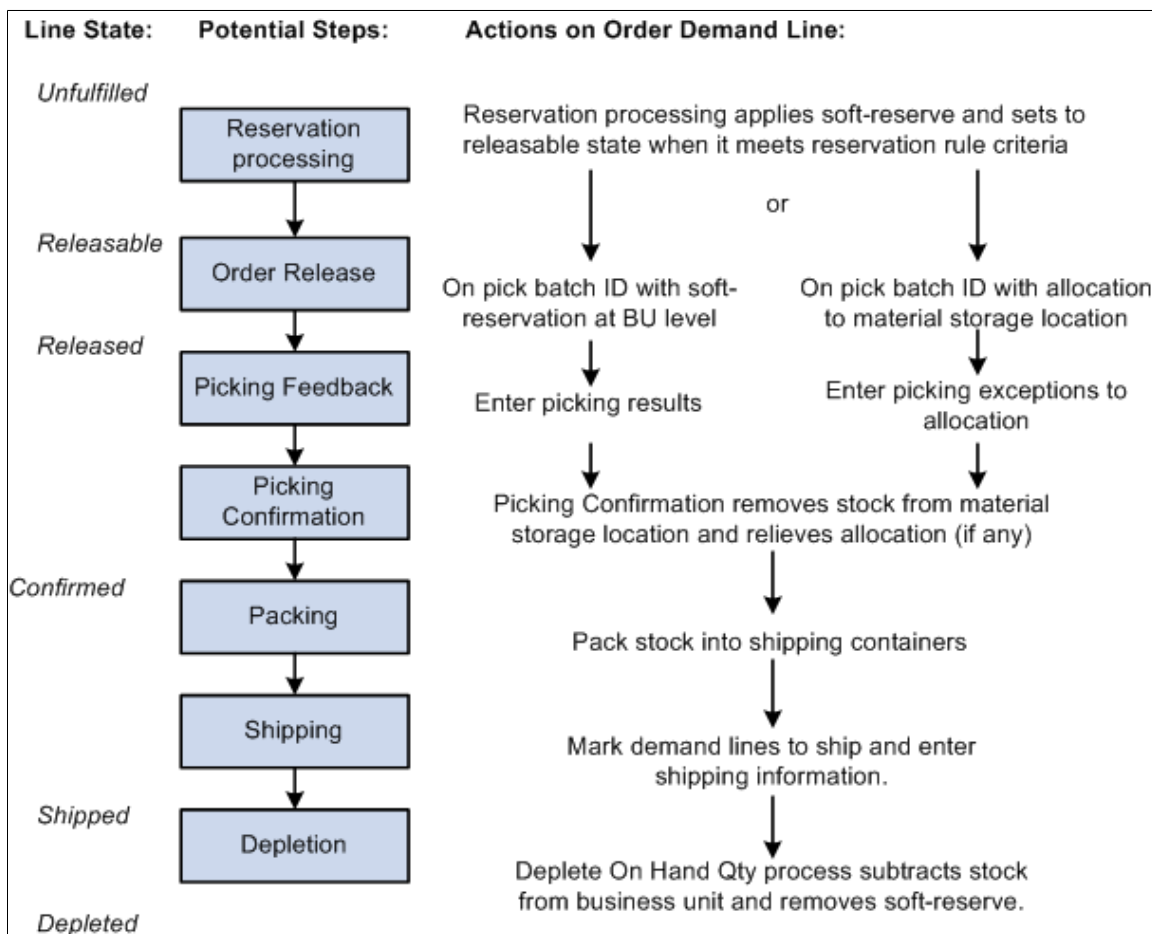 Line State: Potential Steps: Actions on Order Demand Line:
Unfulfilled
Reservation
processing
Reservation processing applies soft-reserve and sets to
releasable state when it meets reservation rule criteria
or
Releasable
Order Release
On pick batch ID with soft-
reservation at BU level
On pick batch ID with allocation
to material storage location
Released
Picking Feedback
Enter picking results
Enter picking exceptions to
allocation
Picking
Confirmation
Picking Confirmation removes stock from material
storage location and relieves allocation (if any)
Confirmed
Packing
Pack stock into shipping containers
Shipping
Mark demand lines to ship and enter
shipping information.
Shipped
Depletion
Deplete On Hand Qty process subtracts stock
from business unit and removes soft-reserve.
Depleted